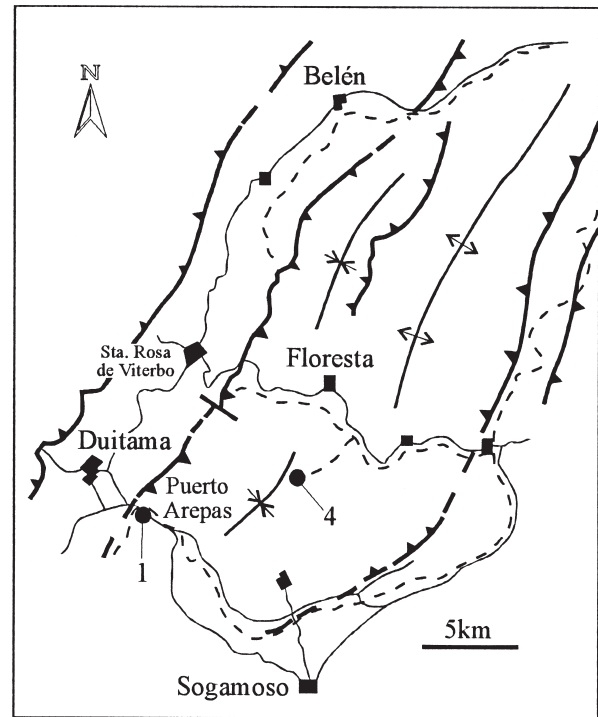 Belén
N
Sta. Rosa
de Viterbo
Floresta
Duitama
Puerto
Arepas
4
1
5km
Sogamoso